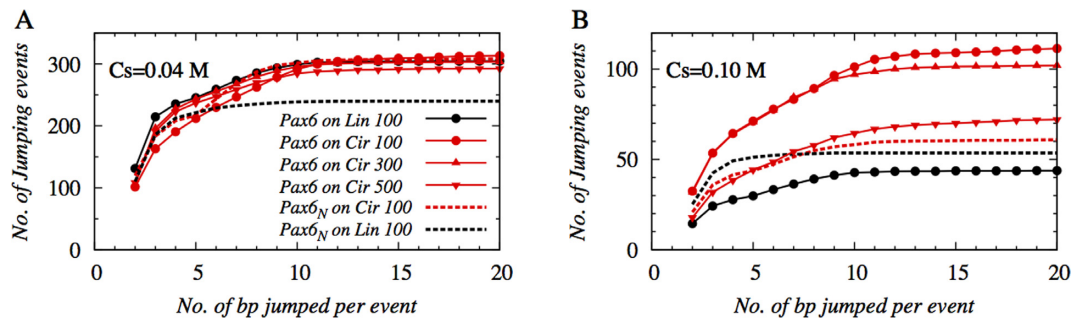 A
No. of Jumping events
300
200
100
0
Cs=0.04 M
Pax6 on Lin 100
Pax6 on Cir 100
Pax6 on Cir 300
Pax6 on Cir 500
Pax6N on Cir 100
Pax6N on Lin 100
0 5 10 15 20
No. of bp jumped per event
B
No. of Jumping events
100
50
0
Cs=0.10 M
0 5 10 15 20
No. of bp jumped per event